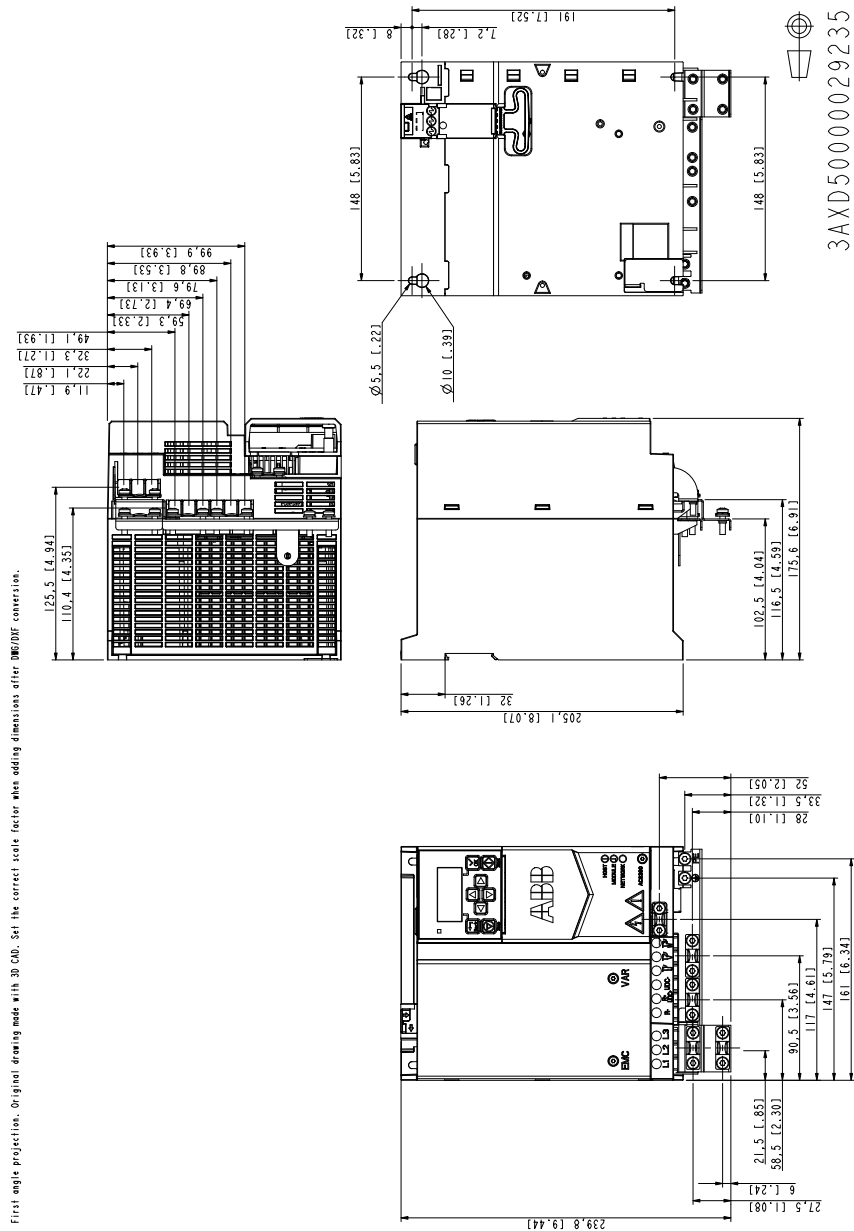 8 [.32]
7,2 [.28]
191 [7.52]
3AXD50000029235
148 [5.83]
148 [5.83]
Ø5,5 [.22]
Ø10 [.39]
99,9 [3.93]
89,8 [3.53]
79,6 [3.13]
69,4 [2.73]
59,3 [2.33]
49,1 [1.93]
32,3 [1.27]
22,1 [.87]
11,9 [.47]
125,5 [4.94]
110,4 [4.35]
102,5 [4.04]
116,5 [4.59]
175,6 [6.91]
32 [1.26]
205,1 [8.07]
First angle projection. Original drawing made with 3D CAD. Set the correct scale factor when adding dimensions after DWG/DXF conversion.
52 [2.05]
33,5 [1.32]
28 [1.10]
ABB
HOST
MODULE
NETWORK
ACS380
VAR
EMC
L1 L2 L3
R-
UDC-
PE
90,5 [3.56]
117 [4.61]
147 [5.79]
161 [6.34]
21,5 [.85]
58,5 [2.30]
6 [.24]
27,5 [1.08]
239,8 [9.44]